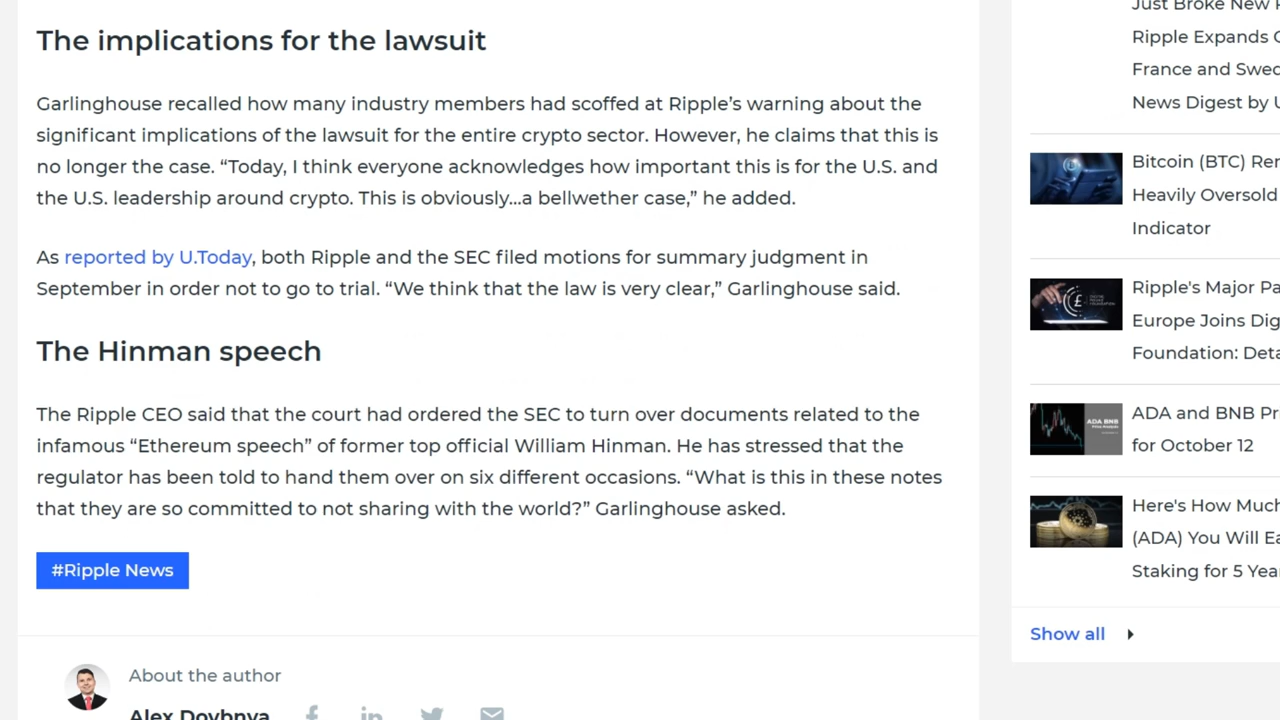 The implications for the lawsuit
Garlinghouse recalled how many industry members had scoffed at Ripple’s warning about the
significant implications of the lawsuit for the entire crypto sector. However, he claims that this is
no longer the case. “Today, I think everyone acknowledges how important this is for the U.S. and
the U.S. leadership around crypto. This is obviously...a bellwether case,” he added.
As reported by U.Today, both Ripple and the SEC filed motions for summary judgment in
September in order not to go to trial. “We think that the law is very clear,” Garlinghouse said.
The Hinman speech
The Ripple CEO said that the court had ordered the SEC to turn over documents related to the
infamous “Ethereum speech” of former top official William Hinman. He has stressed that the
regulator has been told to hand them over on six different occasions. “What is this in these notes
that they are so committed to not sharing with the world?” Garlinghouse asked.
#Ripple News
About the author
Alex Dovbnya
Just Broke New
Ripple Expands
France and
News Digest by
Bitcoin (BTC)
Heavily Oversold
Indicator
Ripple's Major
Europe Joins
Foundation:
ADA BNB
ADA and BNB
for October 12
Here's How Much
(ADA) You Will
Staking for 5
Show all